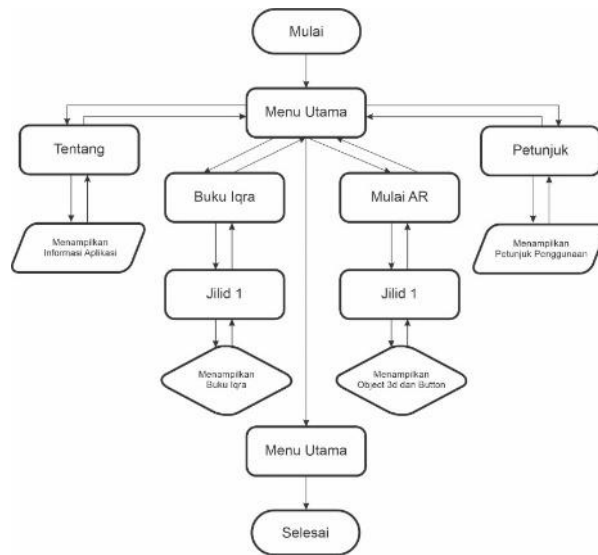 Mulai
Menu Utama
Tentang
Petunjuk
Buku Iqra
Mulai AR
Menampilkan
Informasi Aplikasi
Menampilkan
Petunjuk Penggunaan
Jilid 1
Jilid 1
Menampilkan
Buku Iqra
Menampilkan
Object 3d dan Button
Menu Utama
Selesai